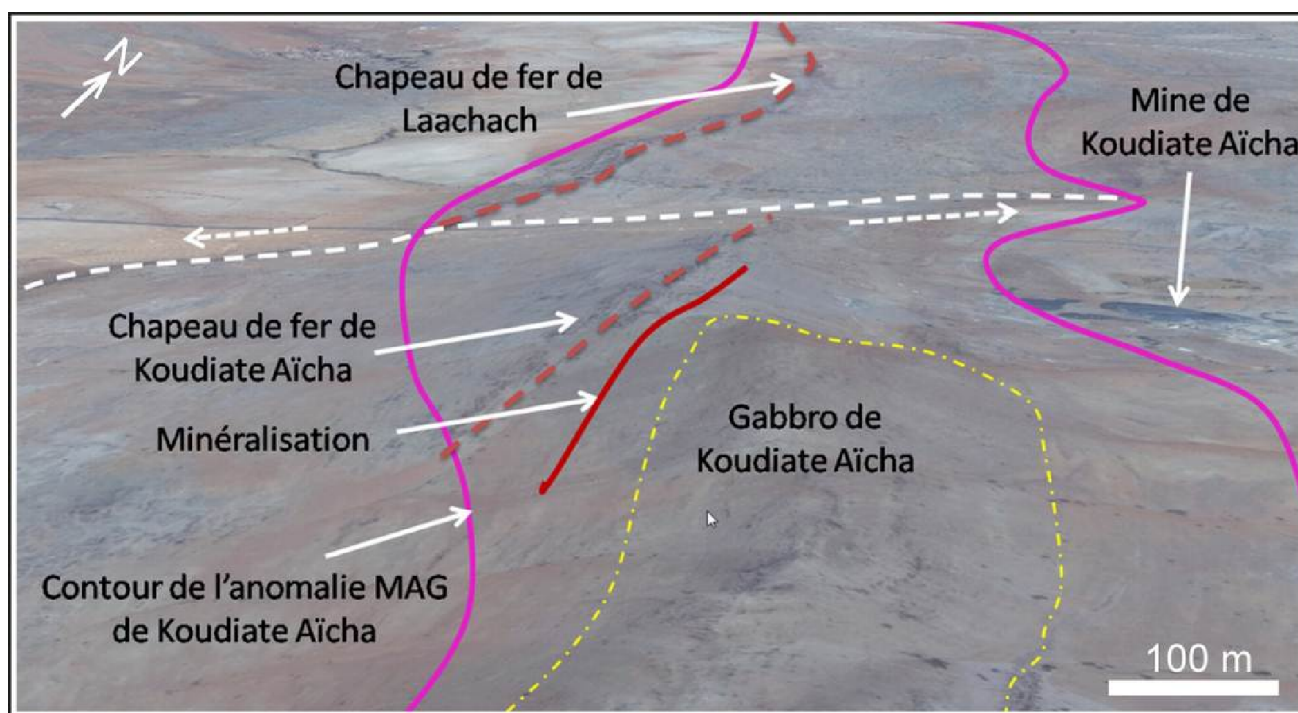 N
Chapeau de fer de
Laachach
Mine de
Koudiate Aïcha
Chapeau de fer de
Koudiate Aïcha
Minéralisation
Gabbro de
Koudiate Aïcha
Contour de l'anomalie MAG
de Koudiate Aïcha
100 m